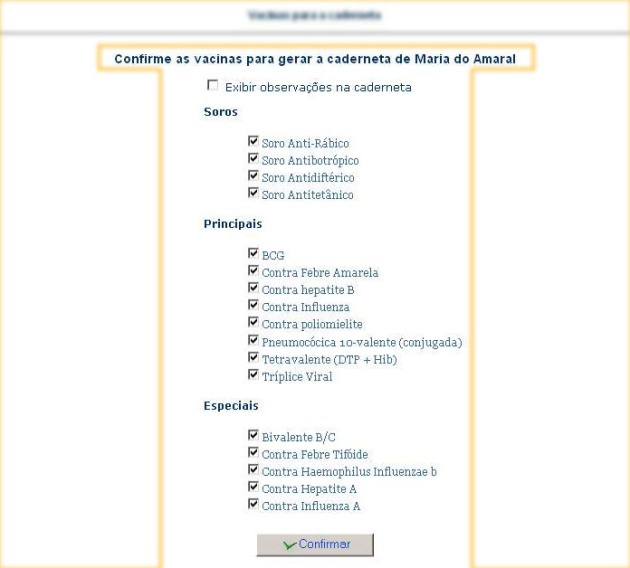 Vacinas para a caderneta
Confirme as vacinas para gerar a caderneta de Maria do Amaral
Exibir observações na caderneta
Soros
Soro Anti-Rábico
Soro Antibotrópico
Soro Antidiftérico
Soro Antitetânico
Principais
BCG
Contra Febre Amarela
Contra hepatite B
Contra Influenza
Contra poliomielite
Pneumocócica 10-valente (conjugada)
Tetravalente (DTP + Hib)
Tríplice Viral
Especiais
Bivalente B/C
Contra Febre Tifóide
Contra Haemophilus Influenzae b
Contra Hepatite A
Contra Influenza A
Confirmar